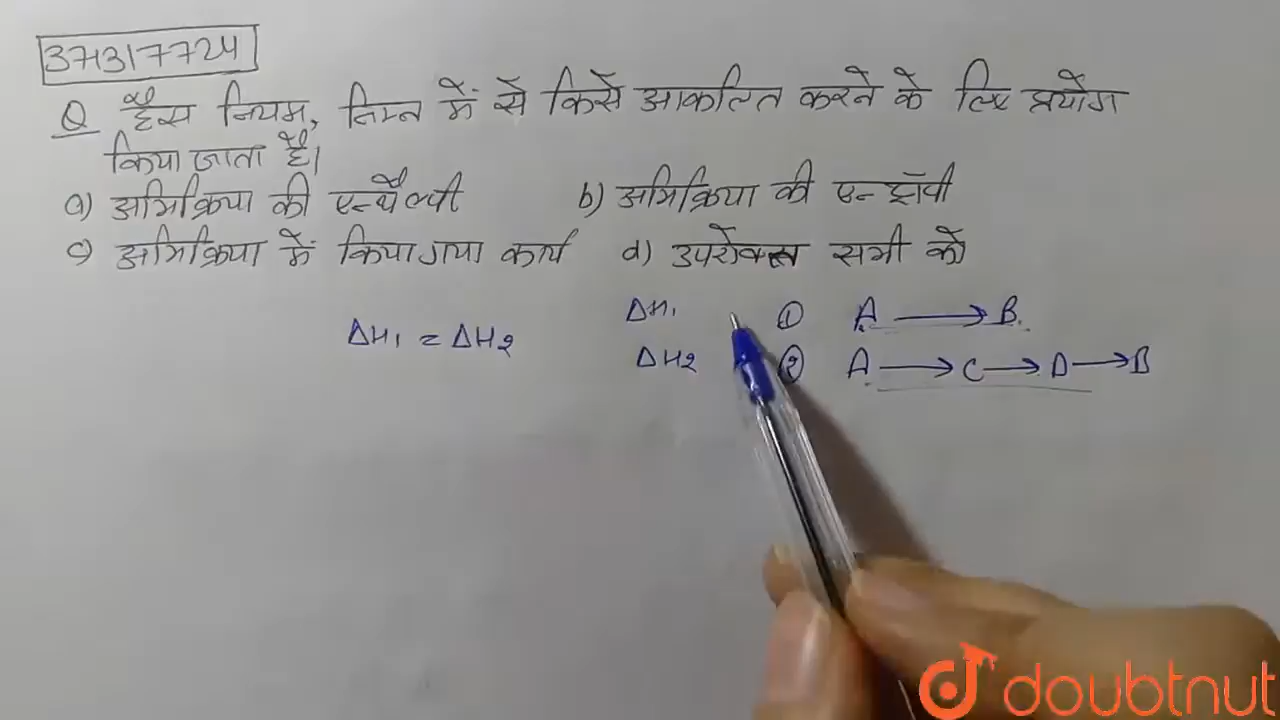 371317724
Q हैस नियम, निम्न में से किसे आकलित करने के लिए प्रयोग
किया जाता है।
a) अभिक्रिया की एन्थैल्पी b) अभिक्रिया की एन्ट्रॉपी
c) अभिक्रिया में किया गया कार्य d) उपरोक्त सभी को
ΔH₁ ① A ⟶ B
ΔH₁ = ΔH₂
ΔH₂ ② A ⟶ C ⟶ D ⟶ B
doubtnut